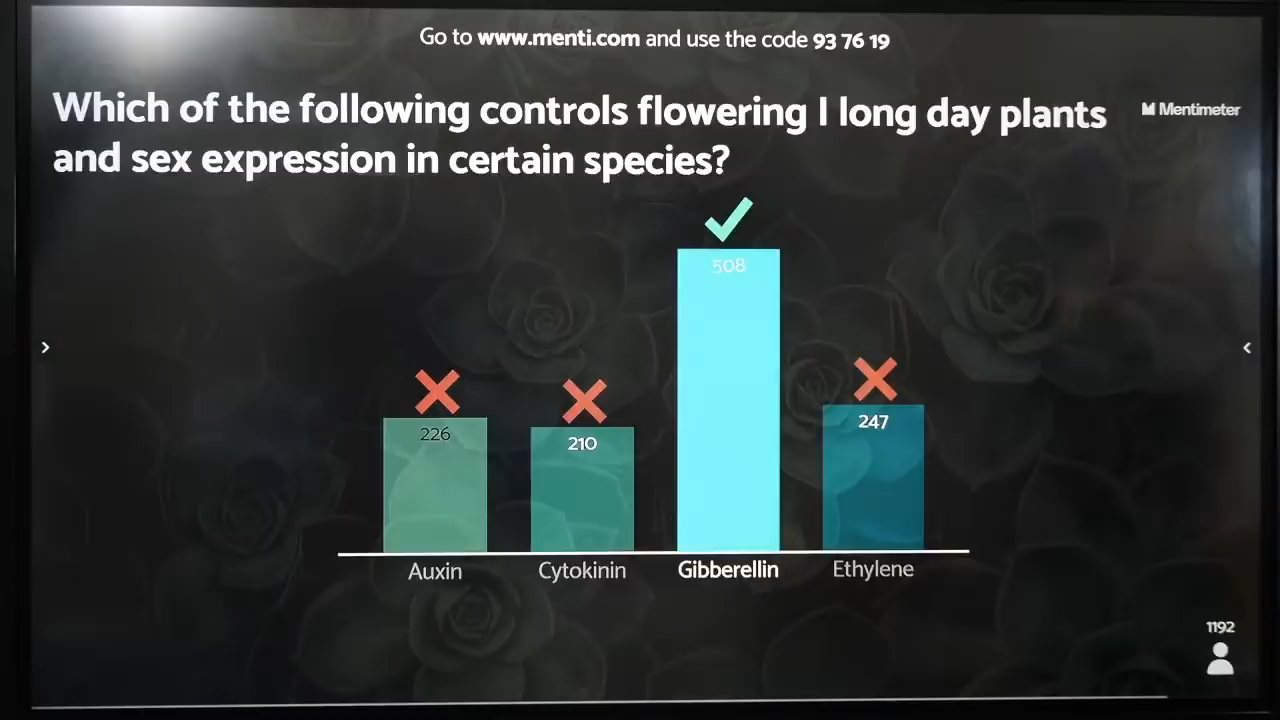 Go to www.menti.com and use the code 93 76 19
Which of the following controls flowering I long day plants
and sex expression in certain species?
Mentimeter
508
226
210
247
Auxin
Cytokinin
Gibberellin
Ethylene
1192